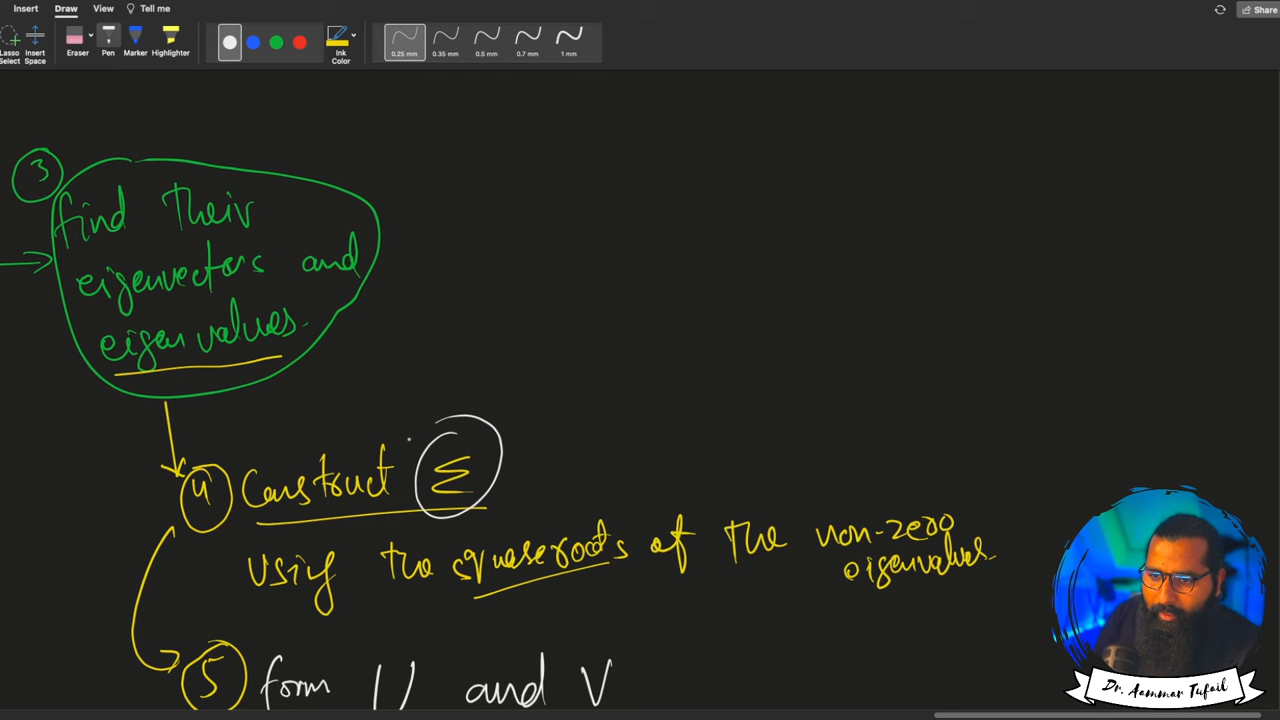 Insert Draw View Tell me
Share
Lasso Select
Insert Space
Eraser
Pen
Marker
Highlighter
Ink Color
0.25 mm
0.35 mm
0.5 mm
0.7 mm
1 mm
3
find their
eigenvectors and
eigenvalues.
4 Construct Σ
using the squareroots of the non-zero
eigenvalues.
5 form U and V
Dr. Aammar Tufail